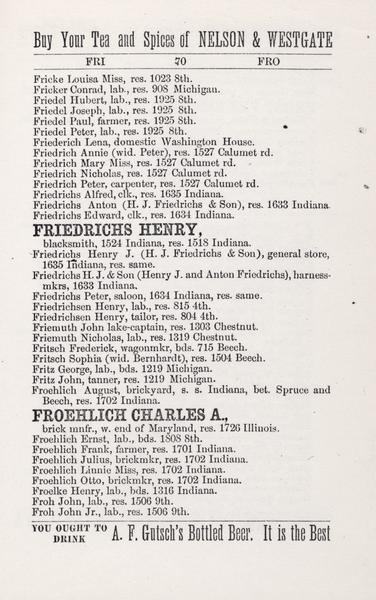 Buy Your Tea and Spices of NELSON & WESTGATE
FRI 70 FRO
Fricke Louisa Miss, res. 1023 8th.
Fricker Conrad, lab., res. 908 Michigan.
Friedel Hubert, lab., res. 1925 8th.
Friedel Joseph, lab., res. 1925 8th.
Friedel Paul, farmer, res. 1925 8th.
Friedel Peter, lab., res. 1925 8th.
Friederich Lena, domestic Washington House.
Friedrich Annie (wid. Peter), res. 1527 Calumet rd.
Friedrich Mary Miss, res. 1527 Calumet rd.
Friedrich Nicholas, res. 1527 Calumet rd.
Friedrich Peter, carpenter, res. 1527 Calumet rd.
Friedrichs Alfred, clk., res. 1635 Indiana.
Friedrichs Anton (H. J. Friedrichs & Son), res. 1633 Indiana.
Friedrichs Edward, clk., res. 1634 Indiana.
FRIEDRICHS HENRY,
blacksmith, 1524 Indiana, res. 1518 Indiana.
Friedrichs Henry J. (H. J. Friedrichs & Son), general store,
1635 Indiana, res. same.
Friedrichs H. J. & Son (Henry J. and Anton Friedrichs), harness-
mkrs, 1633 Indiana.
Friedrichs Peter, saloon, 1634 Indiana, res. same.
Friedrichsen Henry, lab., res. 815 4th.
Friedrichsen Henry, tailor, res. 804 4th.
Friemuth John lake-captain, res. 1303 Chestnut.
Friemuth Nicholas, lab., res. 1319 Chestnut.
Fritsch Frederick, wagonmkr, bds. 715 Beech.
Fritsch Sophia (wid. Bernhardt), res. 1504 Beech.
Fritz George, lab., bds. 1219 Michigan.
Fritz John, tanner, res. 1219 Michigan.
Froehlich August, brickyard, s. s. Indiana, bet. Spruce and
Beech, res. 1702 Indiana.
FROEHLICH CHARLES A.,
brick mnfr., w. end of Maryland, res. 1726 Illinois.
Froehlich Ernst, lab., bds. 1808 8th.
Froehlich Frank, farmer, res. 1701 Indiana.
Froehlich Julius, brickmkr, res. 1702 Indiana.
Froehlich Linnie Miss, res. 1702 Indiana.
Froehlich Otto, brickmkr, res. 1702 Indiana.
Froelke Henry, lab., bds. 1316 Indiana.
Froh John, lab., res. 1506 9th.
Froh John Jr., lab., res. 1506 9th.
YOU OUGHT TO DRINK A. F. Gutsch's Bottled Beer. It is the Best